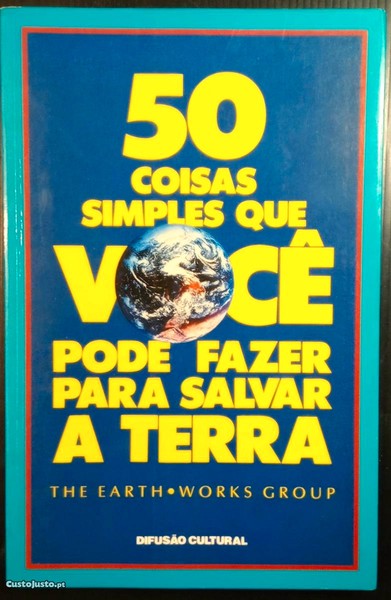 50
COISAS
SIMPLES QUE
VOCÊ
PODE FAZER
PARA SALVAR
A TERRA
THE EARTH•WORKS GROUP
DIFUSÃO CULTURAL
CustoJusto.pt